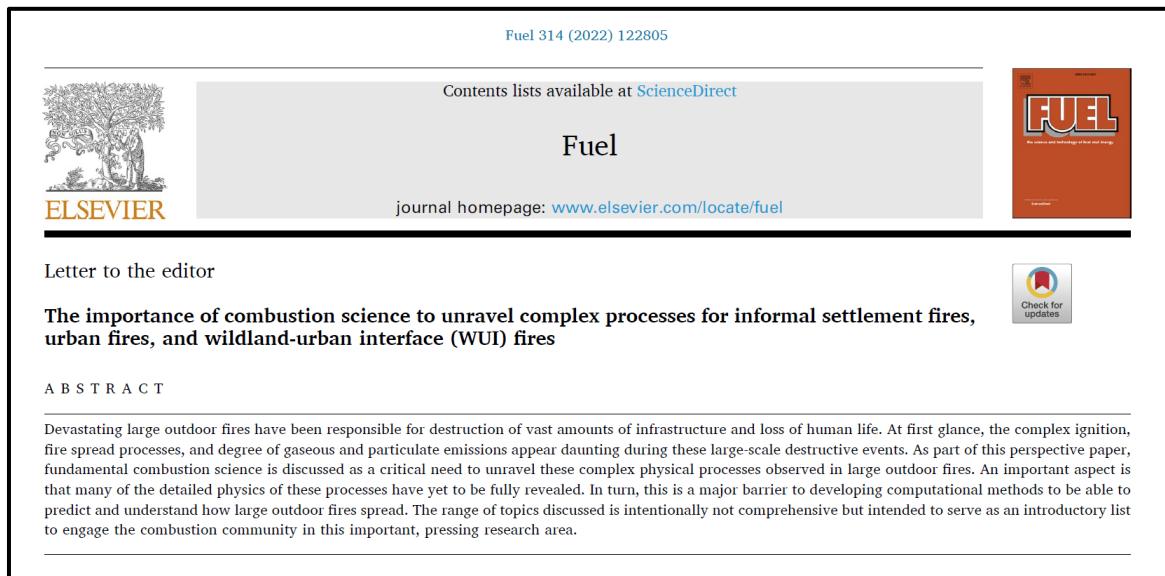 Fuel 314 (2022) 122805
Contents lists available at ScienceDirect
Fuel
journal homepage: www.elsevier.com/locate/fuel
ELSEVIER
FUEL
the science and technology of fuel and energy
Letter to the editor
Check for
updates
The importance of combustion science to unravel complex processes for informal settlement fires,
urban fires, and wildland-urban interface (WUI) fires
A B S T R A C T
Devastating large outdoor fires have been responsible for destruction of vast amounts of infrastructure and loss of human life. At first glance, the complex ignition,
fire spread processes, and degree of gaseous and particulate emissions appear daunting during these large-scale destructive events. As part of this perspective paper,
fundamental combustion science is discussed as a critical need to unravel these complex physical processes observed in large outdoor fires. An important aspect is
that many of the detailed physics of these processes have yet to be fully revealed. In turn, this is a major barrier to developing computational methods to be able to
predict and understand how large outdoor fires spread. The range of topics discussed is intentionally not comprehensive but intended to serve as an introductory list
to engage the combustion community in this important, pressing research area.